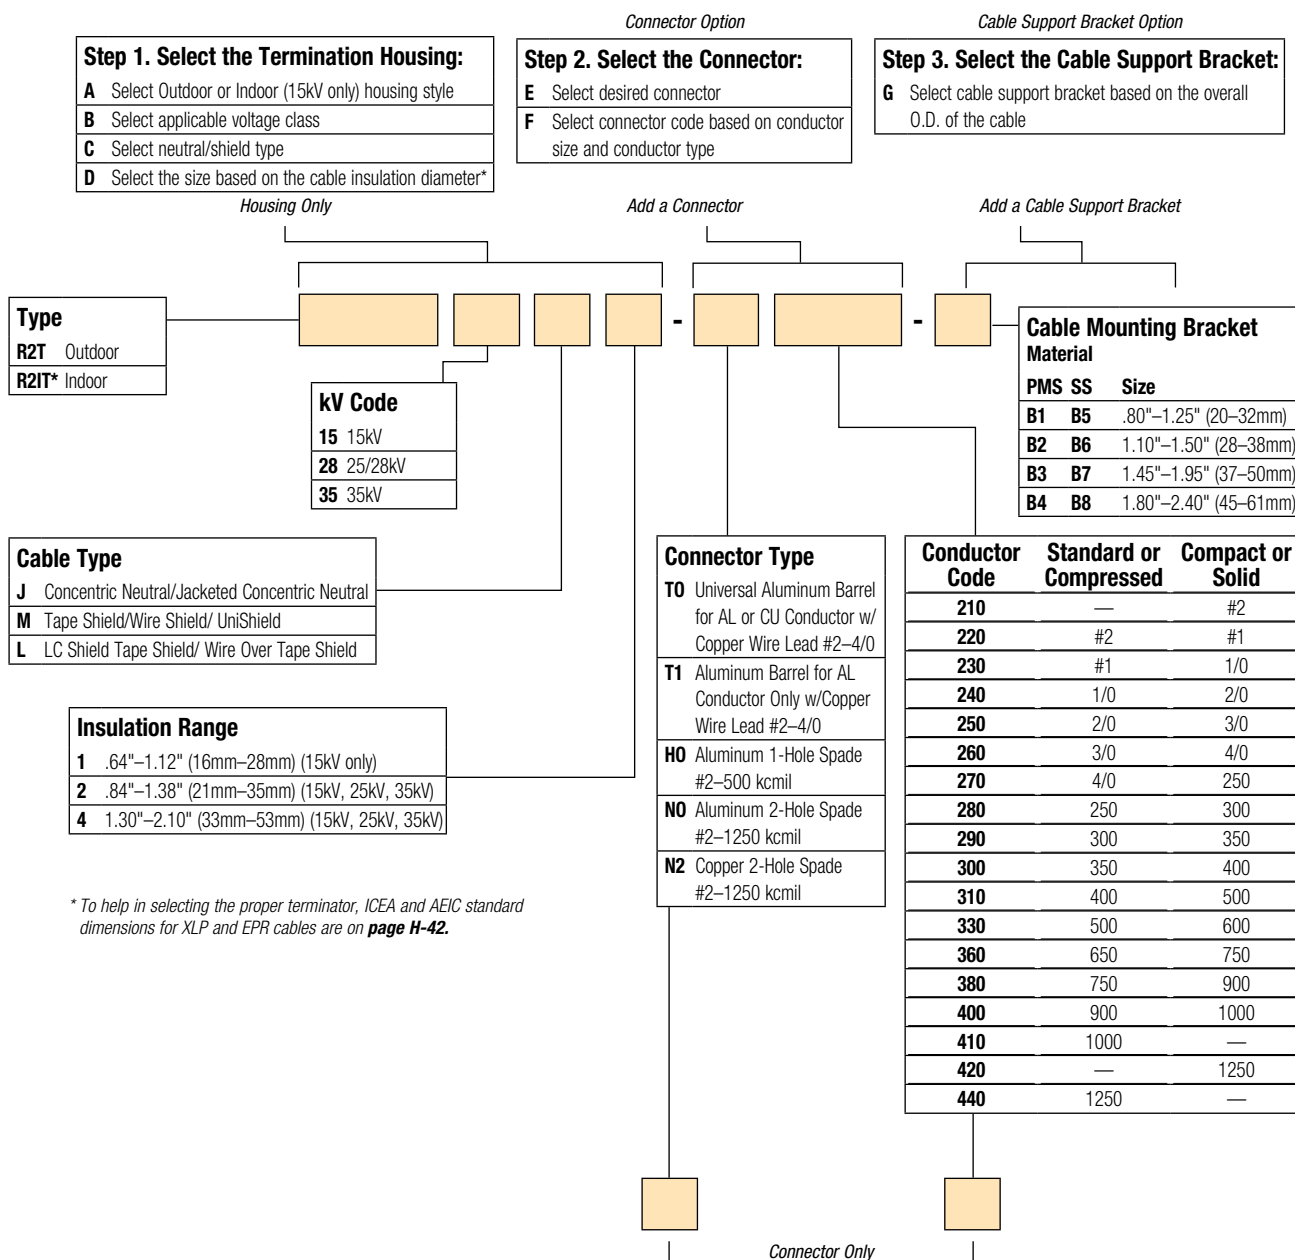 Connector Option
Cable Support Bracket Option
Step 1. Select the Termination Housing:
A Select Outdoor or Indoor (15kV only) housing style
B Select applicable voltage class
C Select neutral/shield type
D Select the size based on the cable insulation diameter*
Step 2. Select the Connector:
E Select desired connector
F Select connector code based on conductor
size and conductor type
Step 3. Select the Cable Support Bracket:
G Select cable support bracket based on the overall
O.D. of the cable
Housing Only
Add a Connector
Add a Cable Support Bracket
- -
Type
R2T Outdoor
R2IT* Indoor
kV Code
15 15kV
28 25/28kV
35 35kV
Cable Mounting Bracket
Material
PMS SS Size
B1 B5 .80"–1.25" (20–32mm)
B2 B6 1.10"–1.50" (28–38mm)
B3 B7 1.45"–1.95" (37–50mm)
B4 B8 1.80"–2.40" (45–61mm)
Cable Type
J Concentric Neutral/Jacketed Concentric Neutral
M Tape Shield/Wire Shield/ UniShield
L LC Shield Tape Shield/ Wire Over Tape Shield
Insulation Range
1 .64"–1.12" (16mm–28mm) (15kV only)
2 .84"–1.38" (21mm–35mm) (15kV, 25kV, 35kV)
4 1.30"–2.10" (33mm–53mm) (15kV, 25kV, 35kV)
* To help in selecting the proper terminator, ICEA and AEIC standard
dimensions for XLP and EPR cables are on page H-42.
Connector Type
T0 Universal Aluminum Barrel
for AL or CU Conductor w/
Copper Wire Lead #2–4/0
T1 Aluminum Barrel for AL
Conductor Only w/Copper
Wire Lead #2–4/0
H0 Aluminum 1-Hole Spade
#2–500 kcmil
N0 Aluminum 2-Hole Spade
#2–1250 kcmil
N2 Copper 2-Hole Spade
#2–1250 kcmil
Conductor Standard or Compact or
Code Compressed Solid
210 — #2
220 #2 #1
230 #1 1/0
240 1/0 2/0
250 2/0 3/0
260 3/0 4/0
270 4/0 250
280 250 300
290 300 350
300 350 400
310 400 500
330 500 600
360 650 750
380 750 900
400 900 1000
410 1000 —
420 — 1250
440 1250 —
Connector Only